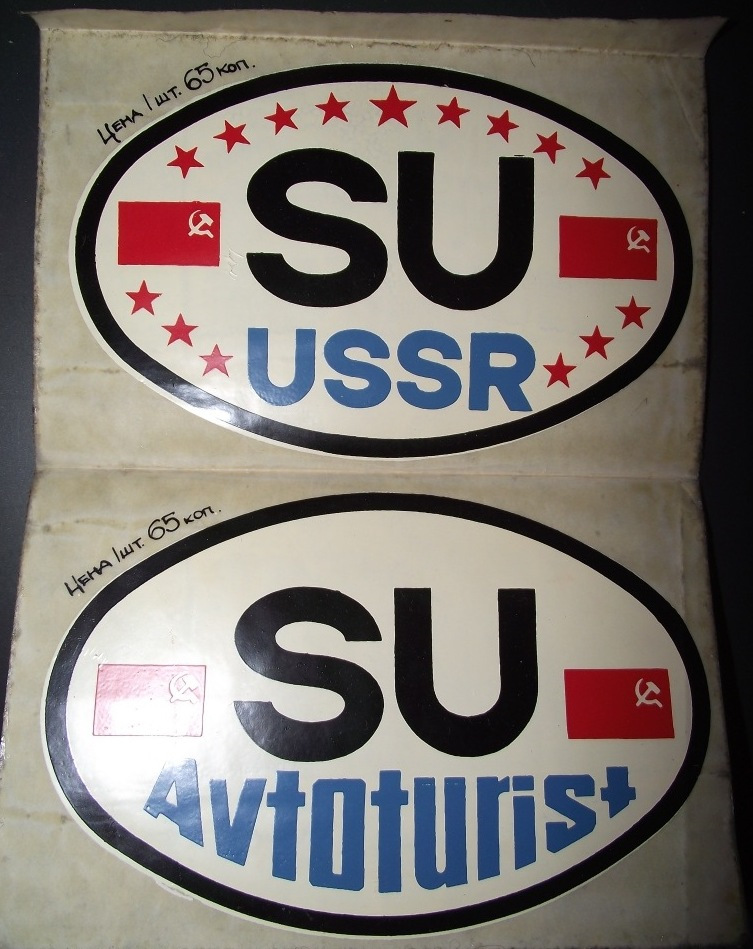 Цена 1 шт. 65 коп.
SU
USSR
Цена 1 шт. 65 коп.
SU
Avtoturist